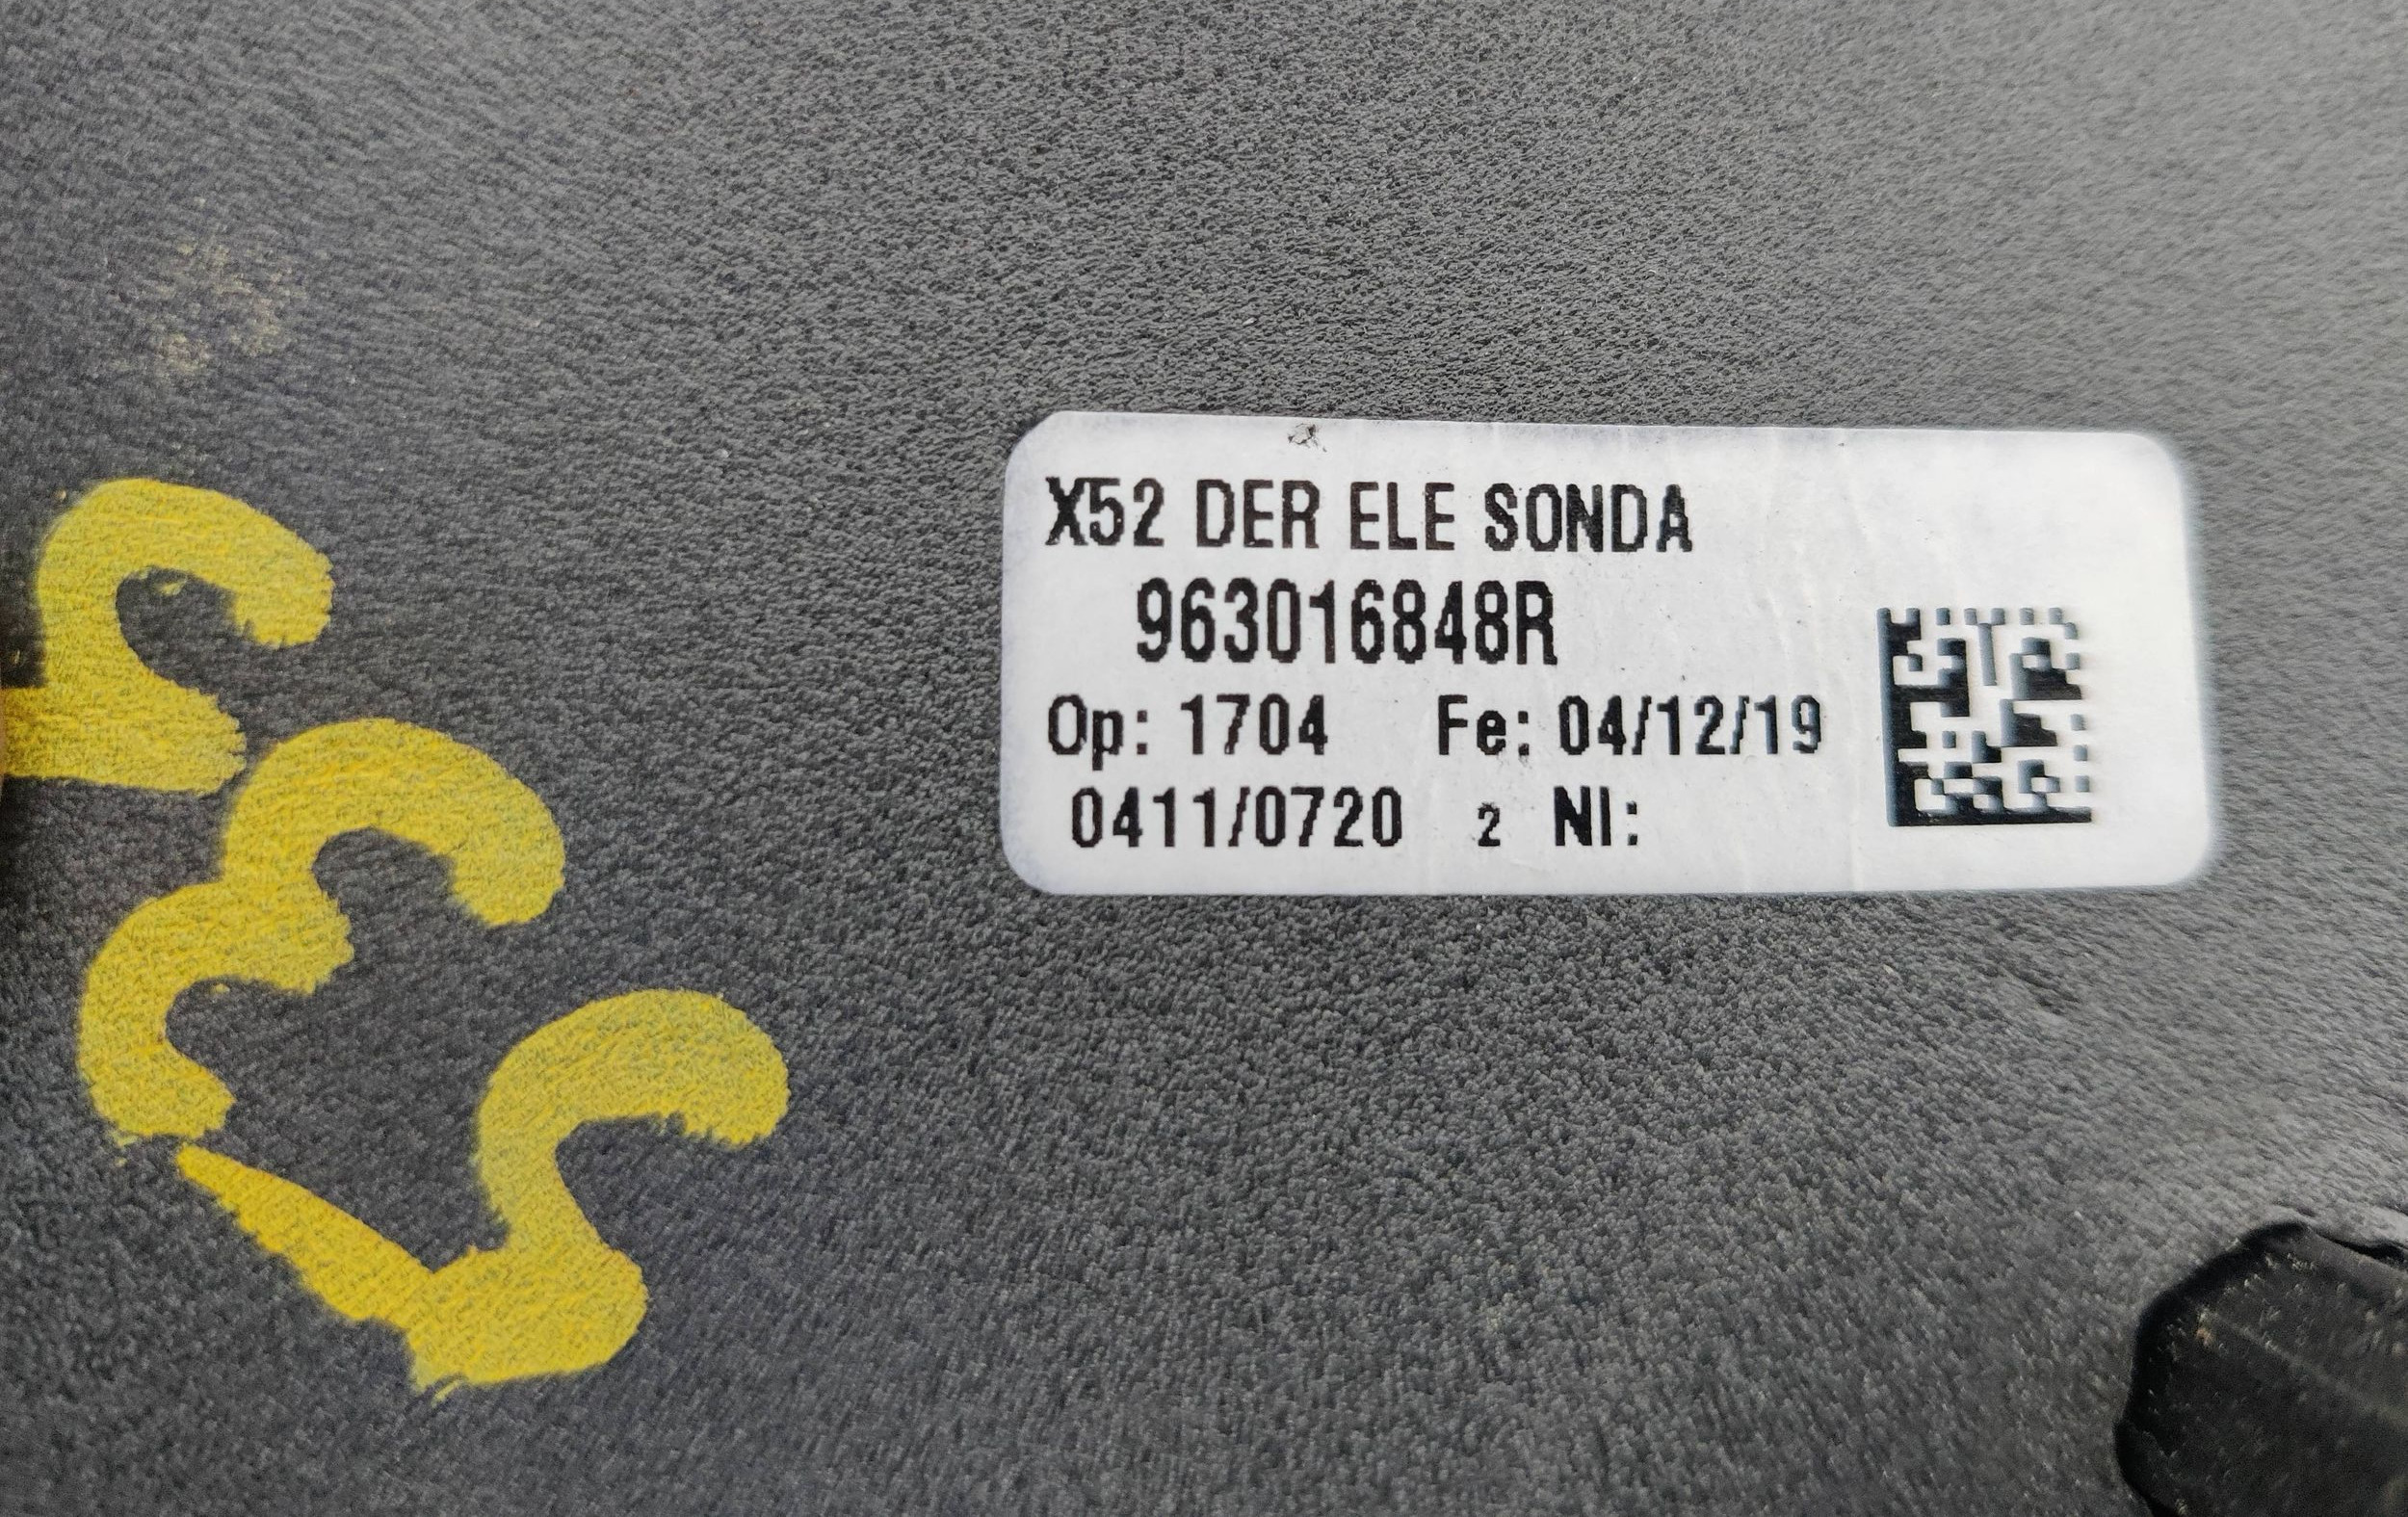 X52 DER ELE SONDA
963016848R
Op: 1704 Fe: 04/12/19
0411/0720 2 NI: